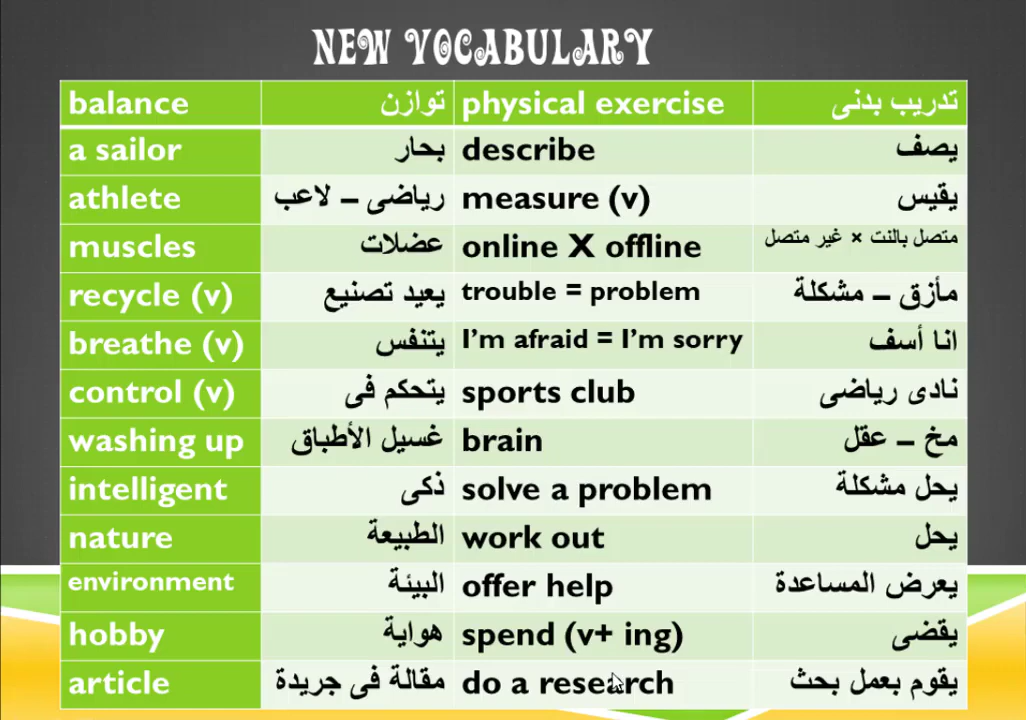 NEW VOCABULARY
balance توازن physical exercise تدريب بدنى
a sailor بحار describe يصف
athlete رياضى – لاعب measure (v) يقيس
muscles عضلات online X offline متصل بالنت × غير متصل
recycle (v) يعيد تصنيع trouble = problem مأزق – مشكلة
breathe (v) يتنفس I'm afraid = I'm sorry انا أسف
control (v) يتحكم فى sports club نادى رياضى
washing up غسيل الأطباق brain مخ – عقل
intelligent ذكى solve a problem يحل مشكلة
nature الطبيعة work out يحل
environment البيئة offer help يعرض المساعدة
hobby هواية spend (v+ ing) يقضى
article مقالة فى جريدة do a research يقوم بعمل بحث